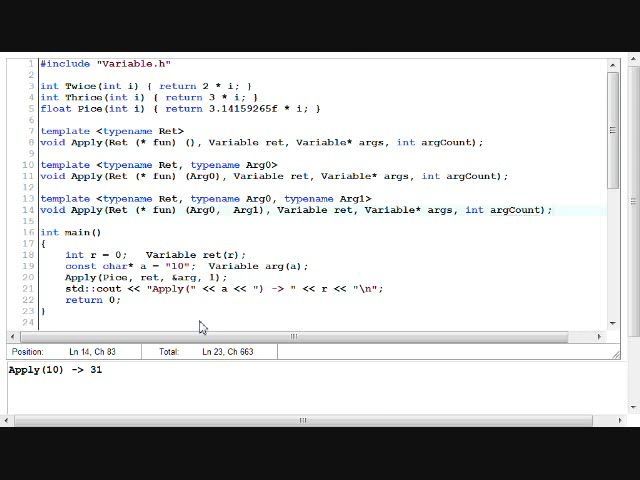 1 #include "Variable.h"
2
3 int Twice(int i) { return 2 * i; }
4 int Thrice(int i) { return 3 * i; }
5 float Pice(int i) { return 3.14159265f * i; }
6
7 template <typename Ret>
8 void Apply(Ret (* fun) (), Variable ret, Variable* args, int argCount);
9
10 template <typename Ret, typename Arg0>
11 void Apply(Ret (* fun) (Arg0), Variable ret, Variable* args, int argCount);
12
13 template <typename Ret, typename Arg0, typename Arg1>
14 void Apply(Ret (* fun) (Arg0, Arg1), Variable ret, Variable* args, int argCount);
15
16 int main()
17 {
18 int r = 0; Variable ret(r);
19 const char* a = "10"; Variable arg(a);
20 Apply(Pice, ret, &arg, 1);
21 std::cout << "Apply(" << a << ") -> " << r << "\n";
22 return 0;
23 }
24
Position: Ln 14, Ch 83 Total: Ln 23, Ch 663
Apply(10) -> 31